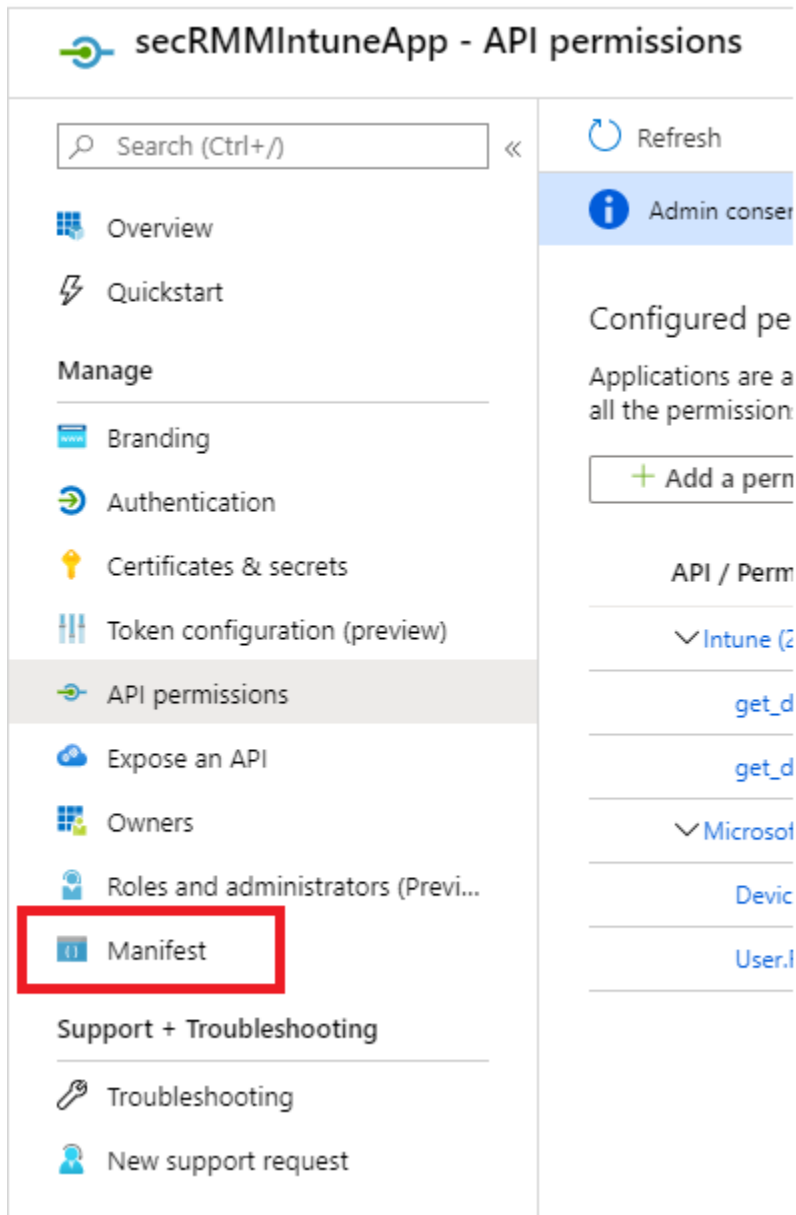 secRMMIntuneApp - API permissions
Search (Ctrl+/)
«
Overview
Quickstart
Manage
Branding
Authentication
Certificates & secrets
Token configuration (preview)
API permissions
Expose an API
Owners
Roles and administrators (Previ...
Manifest
Support + Troubleshooting
Troubleshooting
New support request
Refresh
Admin conser
Configured pe
Applications are a
all the permission
+ Add a perm
API / Perm
Intune (2
get_d
get_d
Microsof
Devic
User.